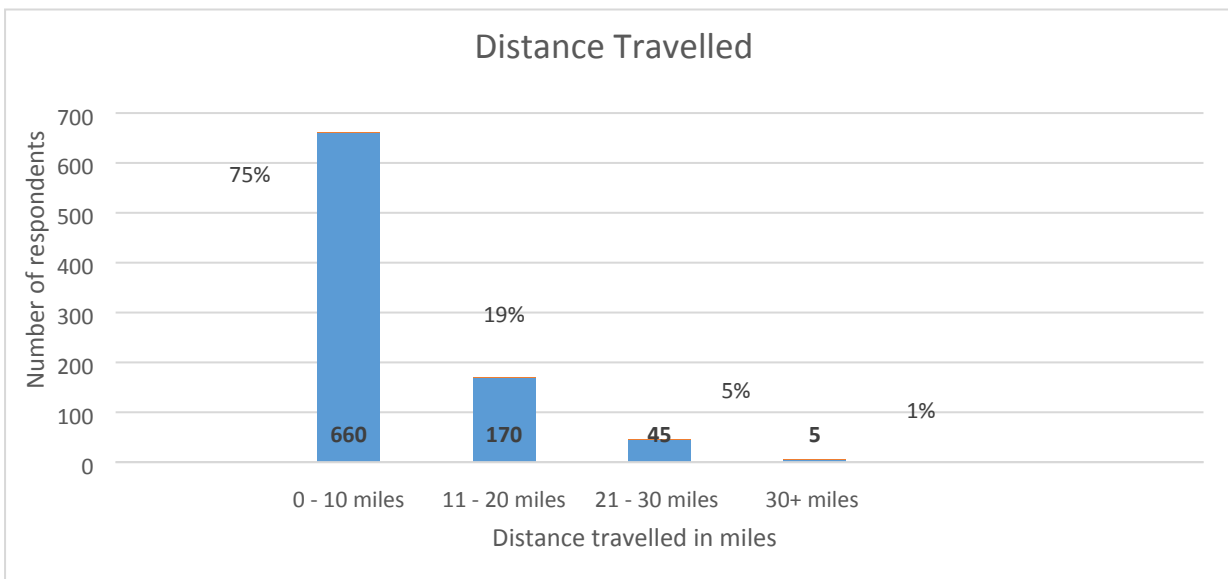 Distance Travelled
Number of respondents
700
600
500
400
300
200
100
0
75%
19%
5%
1%
660
170
45
5
0 - 10 miles
11 - 20 miles
21 - 30 miles
30+ miles
Distance travelled in miles